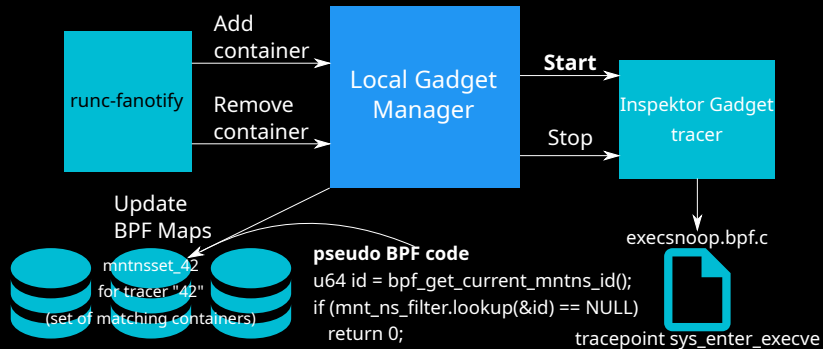 Add
container
runc-fanotify
Remove
container
Local Gadget
Manager
Start
Stop
Inspektor Gadget
tracer
Update
BPF Maps
mntnsset_42
for tracer "42"
(set of matching containers)
pseudo BPF code
u64 id = bpf_get_current_mntns_id();
if (mnt_ns_filter.lookup(&id) == NULL)
return 0;
execsnoop.bpf.c
tracepoint sys_enter_execve